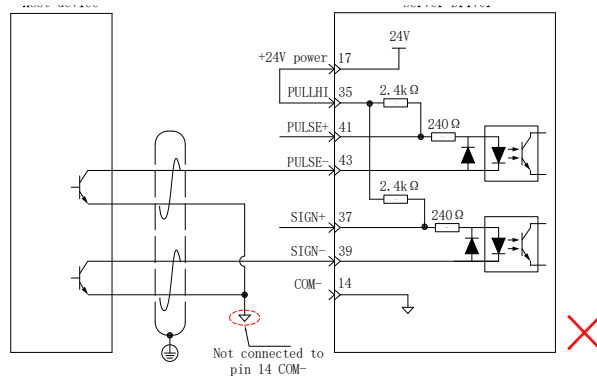 24V
+24V power 17
PULLHI 35 2.4kΩ
PULSE+ 41 240Ω
PULSE- 43
2.4kΩ
SIGN+ 37 240Ω
SIGN- 39
COM- 14
Not connected to
pin 14 COM-